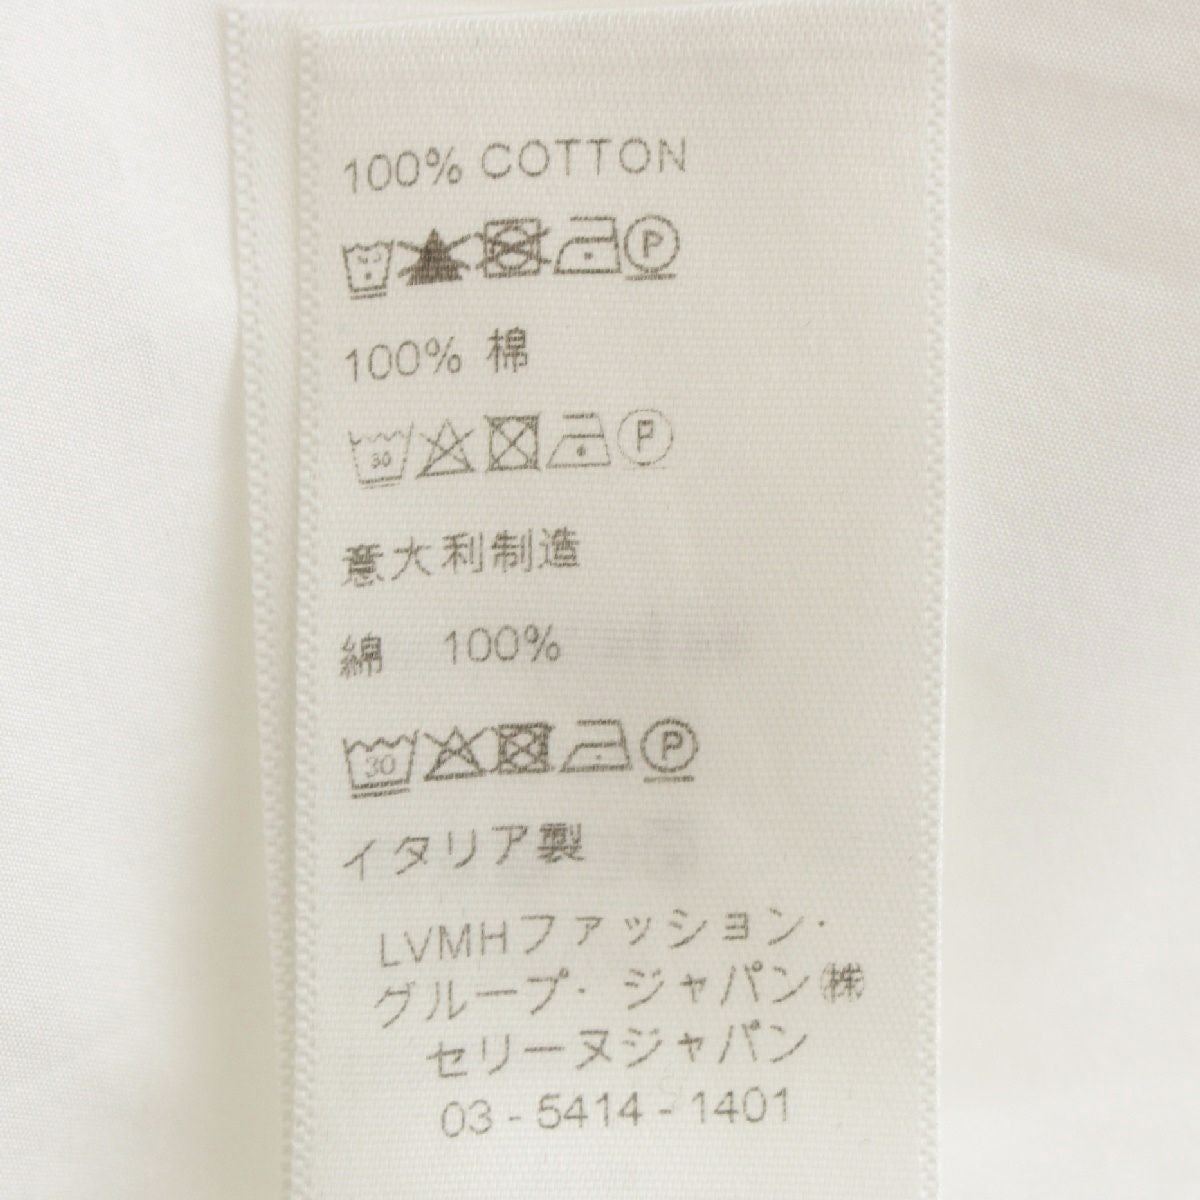 100% COTTON
P
100% 棉
30 P
意大利制造
綿 100%
30 P
イタリア製
LVMHファッション・
グループ・ジャパン㈱
セリーヌジャパン
03-5414-1401